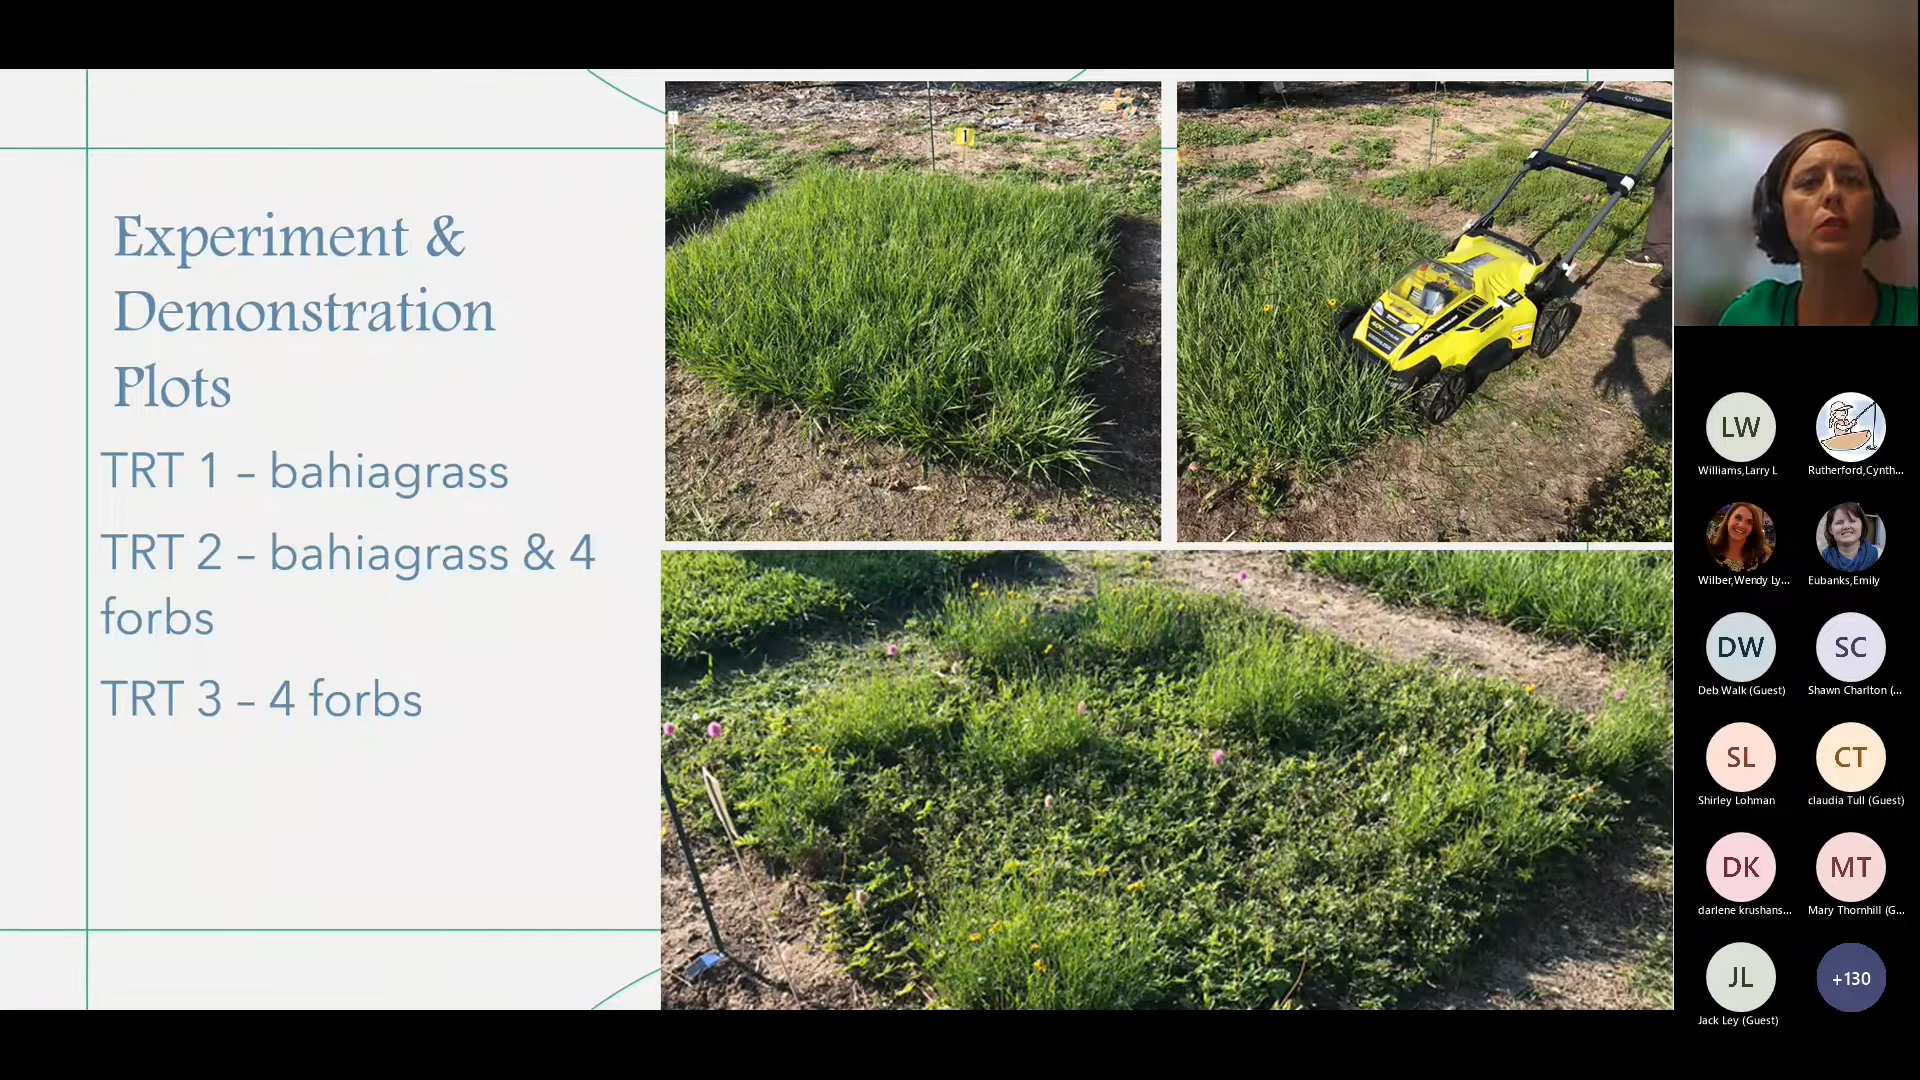 Experiment &
Demonstration
Plots
TRT 1 – bahiagrass
TRT 2 – bahiagrass & 4
forbs
TRT 3 – 4 forbs
1
RYOBI
LW
Williams,Larry L
Rutherford,Cynth...
Wilber,Wendy Ly...
Eubanks,Emily
DW
Deb Walk (Guest)
SC
Shawn Charlton (...
SL
Shirley Lohman
CT
claudia Tull (Guest)
DK
darlene krushans...
MT
Mary Thornhill (G...
JL
Jack Ley (Guest)
+130